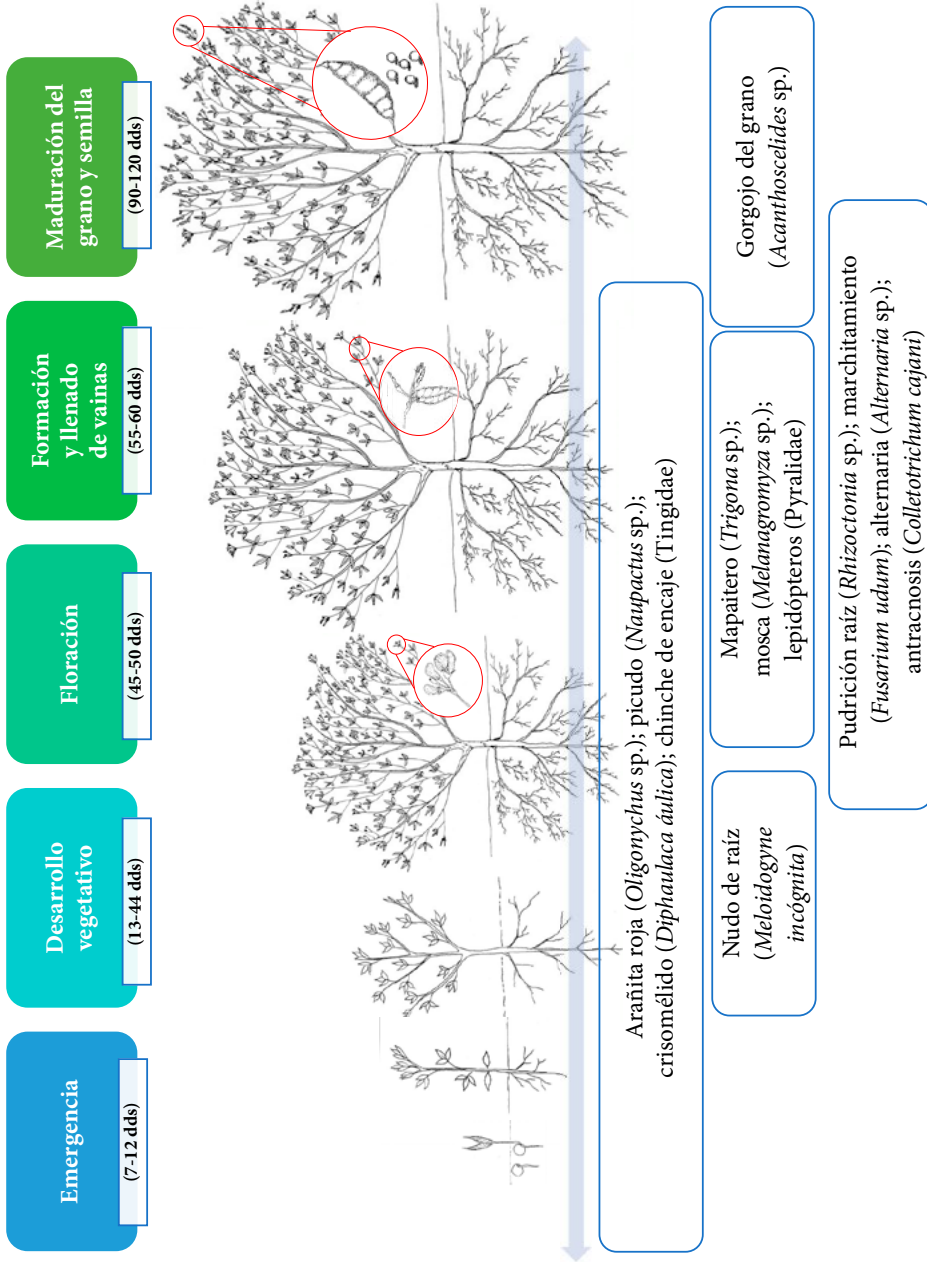 Emergencia
(7-12 dds)
Desarrollo
vegetativo
(13-44 dds)
Floración
(45-50 dds)
Formación
y llenado
de vainas
(55-60 dds)
Maduración del
grano y semilla
(90-120 dds)
Arañita roja (Oligonychus sp.); picudo (Naupactus sp.);
crisomélido (Diphaulaca áulica); chinche de encaje (Tingidae)
Nudo de raíz
(Meloidogyne
incógnita)
Mapaitero (Trigona sp.);
mosca (Melanagromyza sp.);
lepidópteros (Pyralidae)
Gorgojo del grano
(Acanthoscelides sp.)
Pudrición raíz (Rhizoctonia sp.); marchitamiento
(Fusarium udum); alternaria (Alternaria sp.);
antracnosis (Colletotrichum cajani)